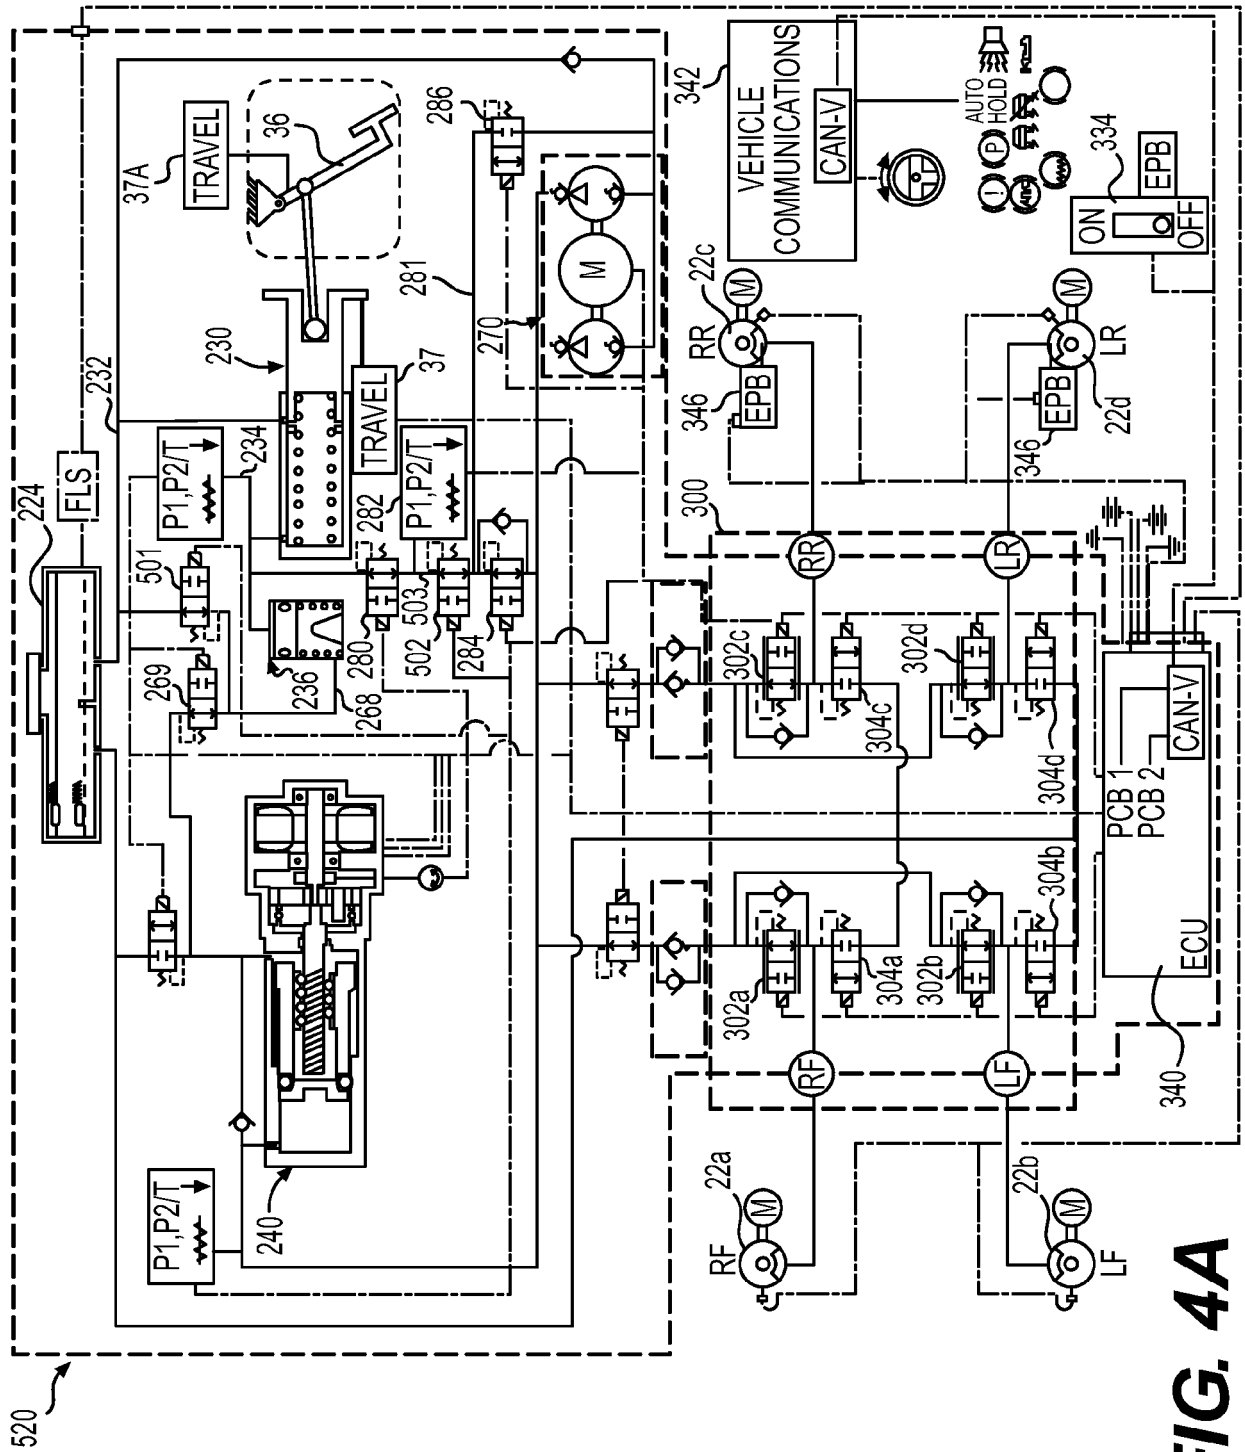 520
224
FLS
232
P1,P2/T
234
501
269
236
268
230
37A
TRAVEL
36
TRAVEL
37
282
P1,P2/T
280
503
502
284
281
286
270
M
240
P1,P2/T
342
VEHICLE
COMMUNICATIONS
CAN-V
AUTO
HOLD
P
!
334
ON
OFF
EPB
RR
22c
M
346
EPB
LR
22d
M
346
EPB
300
RR
LR
302c
304c
302d
304d
302a
304a
302b
304b
RF
LF
PCB 1
PCB 2
CAN-V
ECU
340
RF
22a
M
LF
22b
M
FIG. 4A